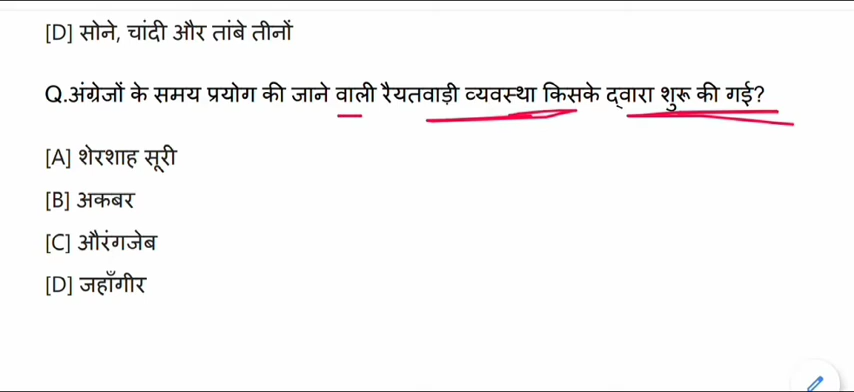 [D] सोने, चांदी और तांबे तीनों
Q.अंग्रेजों के समय प्रयोग की जाने वाली रैयतवाड़ी व्यवस्था किसके द्वारा शुरू की गई?
[A] शेरशाह सूरी
[B] अकबर
[C] औरंगजेब
[D] जहाँगीर